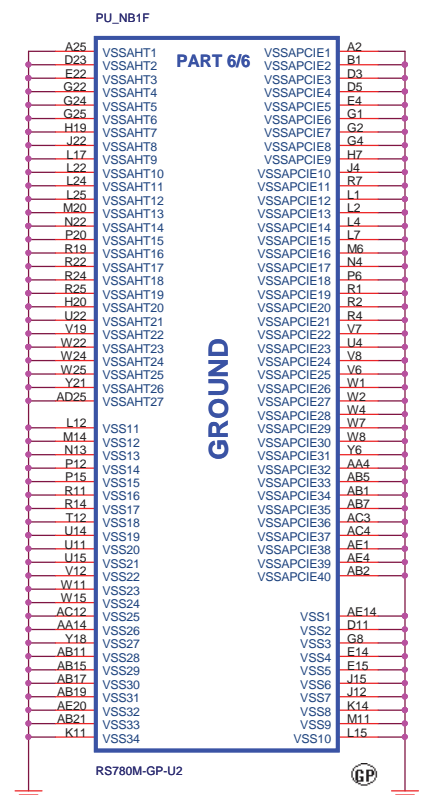 PU_NB1F
PART 6/6
A25 VSSAHT1 VSSAPCIE1 A2
D23 VSSAHT2 VSSAPCIE2 B1
E22 VSSAHT3 VSSAPCIE3 D3
G22 VSSAHT4 VSSAPCIE4 D5
G24 VSSAHT5 VSSAPCIE5 E4
G25 VSSAHT6 VSSAPCIE6 G1
H19 VSSAHT7 VSSAPCIE7 G2
J22 VSSAHT8 VSSAPCIE8 G4
L17 VSSAHT9 VSSAPCIE9 H7
L22 VSSAHT10 VSSAPCIE10 J4
L24 VSSAHT11 VSSAPCIE11 R7
L25 VSSAHT12 VSSAPCIE12 L1
M20 VSSAHT13 VSSAPCIE13 L2
N22 VSSAHT14 VSSAPCIE14 L4
P20 VSSAHT15 VSSAPCIE15 L7
R19 VSSAHT16 VSSAPCIE16 M6
R22 VSSAHT17 VSSAPCIE17 N4
R24 VSSAHT18 VSSAPCIE18 P6
R25 VSSAHT19 VSSAPCIE19 R1
H20 VSSAHT20 VSSAPCIE20 R2
U22 VSSAHT21 VSSAPCIE21 R4
V19 VSSAHT22 VSSAPCIE22 V7
W22 VSSAHT23 VSSAPCIE23 U4
W24 VSSAHT24 VSSAPCIE24 V8
W25 VSSAHT25 VSSAPCIE25 V6
Y21 VSSAHT26 VSSAPCIE26 W1
AD25 VSSAHT27 VSSAPCIE27 W2
VSSAPCIE28 W4
L12 VSS11 VSSAPCIE29 W7
M14 VSS12 VSSAPCIE30 W8
N13 VSS13 VSSAPCIE31 Y6
P12 VSS14 VSSAPCIE32 AA4
P15 VSS15 VSSAPCIE33 AB5
R11 VSS16 VSSAPCIE34 AB1
R14 VSS17 VSSAPCIE35 AB7
T12 VSS18 VSSAPCIE36 AC3
U14 VSS19 VSSAPCIE37 AC4
U11 VSS20 VSSAPCIE38 AE1
U15 VSS21 VSSAPCIE39 AE4
V12 VSS22 VSSAPCIE40 AB2
W11 VSS23
W15 VSS24
AC12 VSS25 VSS1 AE14
AA14 VSS26 VSS2 D11
Y18 VSS27 VSS3 G8
AB11 VSS28 VSS4 E14
AB15 VSS29 VSS5 E15
AB17 VSS30 VSS6 J15
AB19 VSS31 VSS7 J12
AE20 VSS32 VSS8 K14
AB21 VSS33 VSS9 M11
K11 VSS34 VSS10 L15
GROUND
RS780M-GP-U2
GP